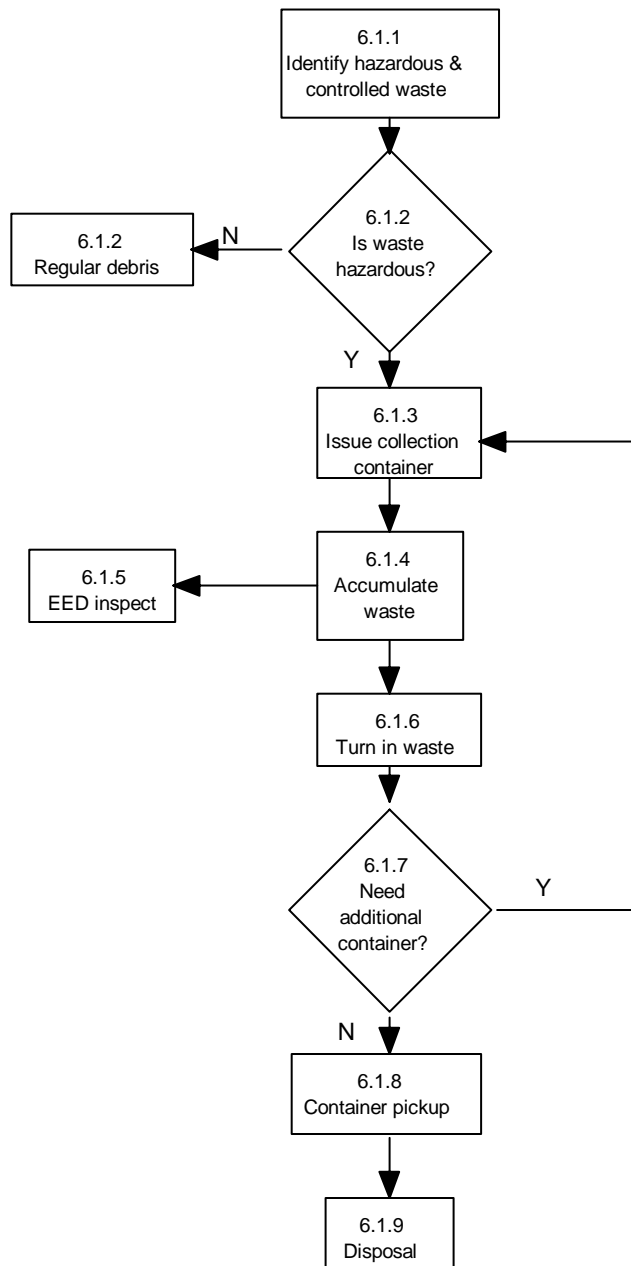 6.1.1
Identify hazardous &
controlled waste
6.1.2
Is waste
hazardous?
N
6.1.2
Regular debris
Y
6.1.3
Issue collection
container
6.1.4
Accumulate
waste
6.1.5
EED inspect
6.1.6
Turn in waste
6.1.7
Need
additional
container?
Y
N
6.1.8
Container pickup
6.1.9
Disposal